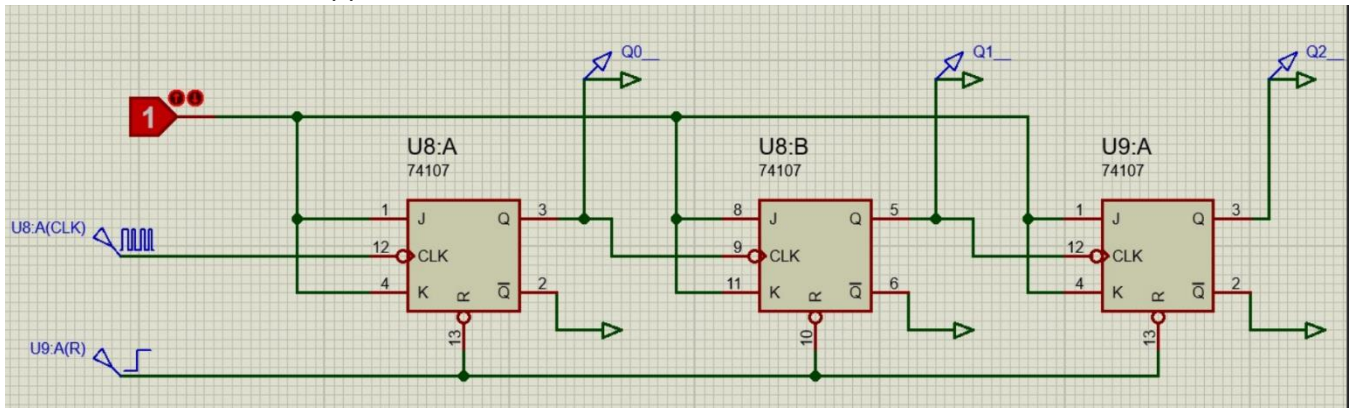 Q0__
Q1__
Q2__
1
U8:A
74107
U8:B
74107
U9:A
74107
U8:A(CLK)
1
J
Q
3
12
CLK
4
K
Q
2
R
13
8
J
Q
5
9
CLK
11
K
Q
6
R
10
1
J
Q
3
12
CLK
4
K
Q
2
R
13
U9:A(R)